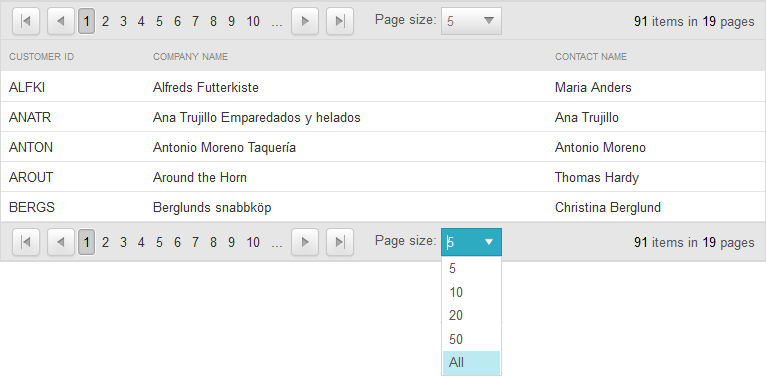 1 2 3 4 5 6 7 8 9 10 ... Page size: 5 91 items in 19 pages
CUSTOMER ID COMPANY NAME CONTACT NAME
ALFKI Alfreds Futterkiste Maria Anders
ANATR Ana Trujillo Emparedados y helados Ana Trujillo
ANTON Antonio Moreno Taquería Antonio Moreno
AROUT Around the Horn Thomas Hardy
BERGS Berglunds snabbköp Christina Berglund
1 2 3 4 5 6 7 8 9 10 ... Page size: 5 91 items in 19 pages
5
10
20
50
All